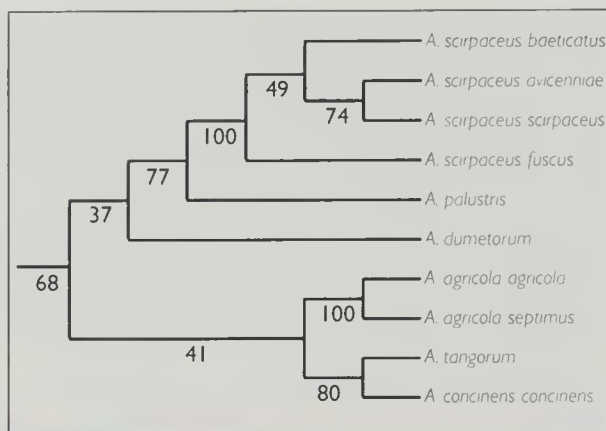 A. scirpaceus baeticatus
49
A. scirpaceus avicenniae
74
A. scirpaceus scirpaceus
100
A. scirpaceus fuscus
77
A. palustris
37
A. dumetorum
68
A agricola agricola
100
A. agricola septimus
41
A. tangorum
80
A concinens concinens